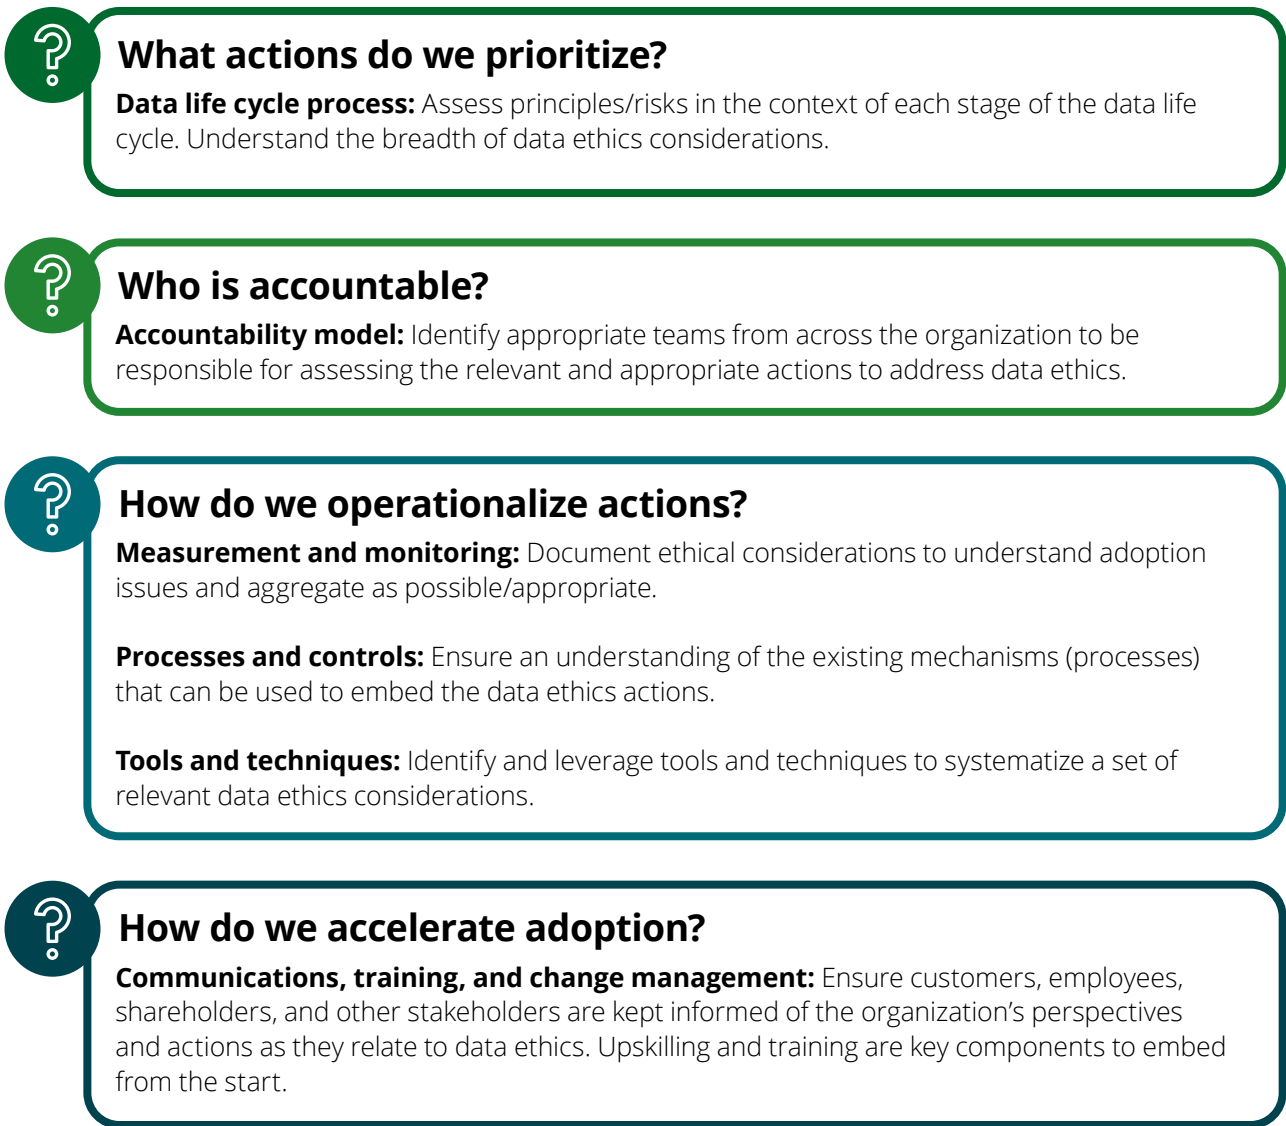 What actions do we prioritize?
Data life cycle process: Assess principles/risks in the context of each stage of the data life
cycle. Understand the breadth of data ethics considerations.
Who is accountable?
Accountability model: Identify appropriate teams from across the organization to be
responsible for assessing the relevant and appropriate actions to address data ethics.
How do we operationalize actions?
Measurement and monitoring: Document ethical considerations to understand adoption
issues and aggregate as possible/appropriate.
Processes and controls: Ensure an understanding of the existing mechanisms (processes)
that can be used to embed the data ethics actions.
Tools and techniques: Identify and leverage tools and techniques to systematize a set of
relevant data ethics considerations.
How do we accelerate adoption?
Communications, training, and change management: Ensure customers, employees,
shareholders, and other stakeholders are kept informed of the organization’s perspectives
and actions as they relate to data ethics. Upskilling and training are key components to embed
from the start.